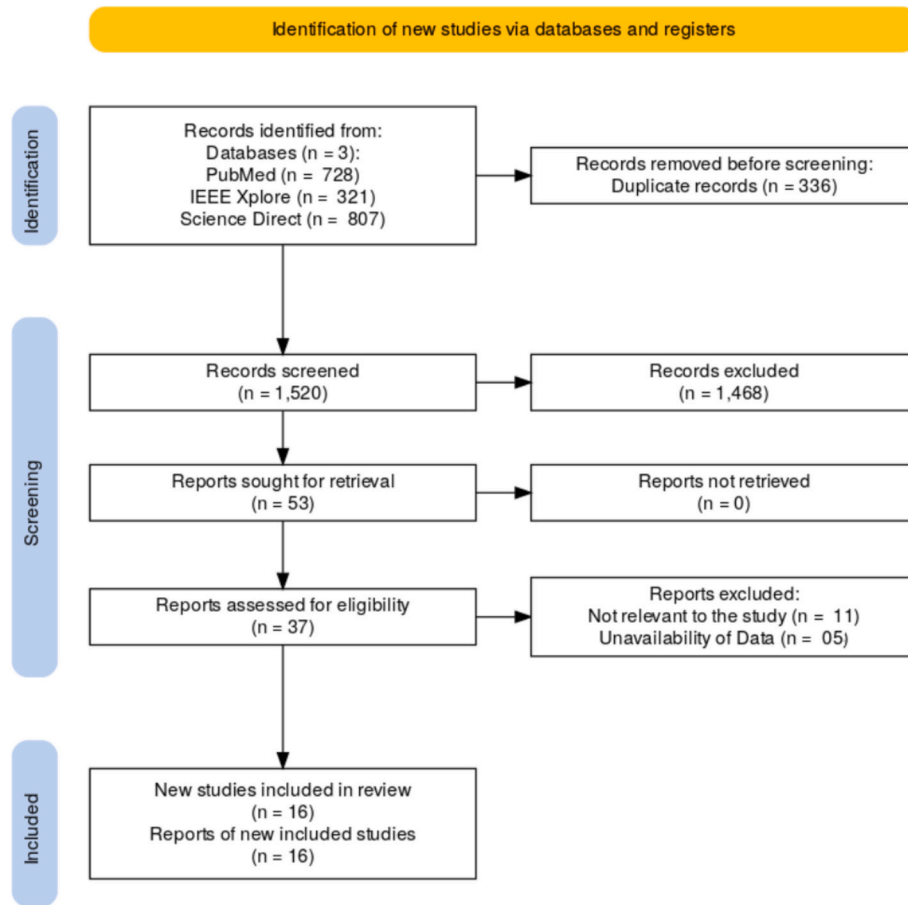 Identification of new studies via databases and registers
Identification
Records identified from:
Databases (n = 3):
PubMed (n = 728)
IEEE Xplore (n = 321)
Science Direct (n = 807)
Records removed before screening:
Duplicate records (n = 336)
Screening
Records screened
(n = 1,520)
Records excluded
(n = 1,468)
Reports sought for retrieval
(n = 53)
Reports not retrieved
(n = 0)
Reports assessed for eligibility
(n = 37)
Reports excluded:
Not relevant to the study (n = 11)
Unavailability of Data (n = 05)
Included
New studies included in review
(n = 16)
Reports of new included studies
(n = 16)